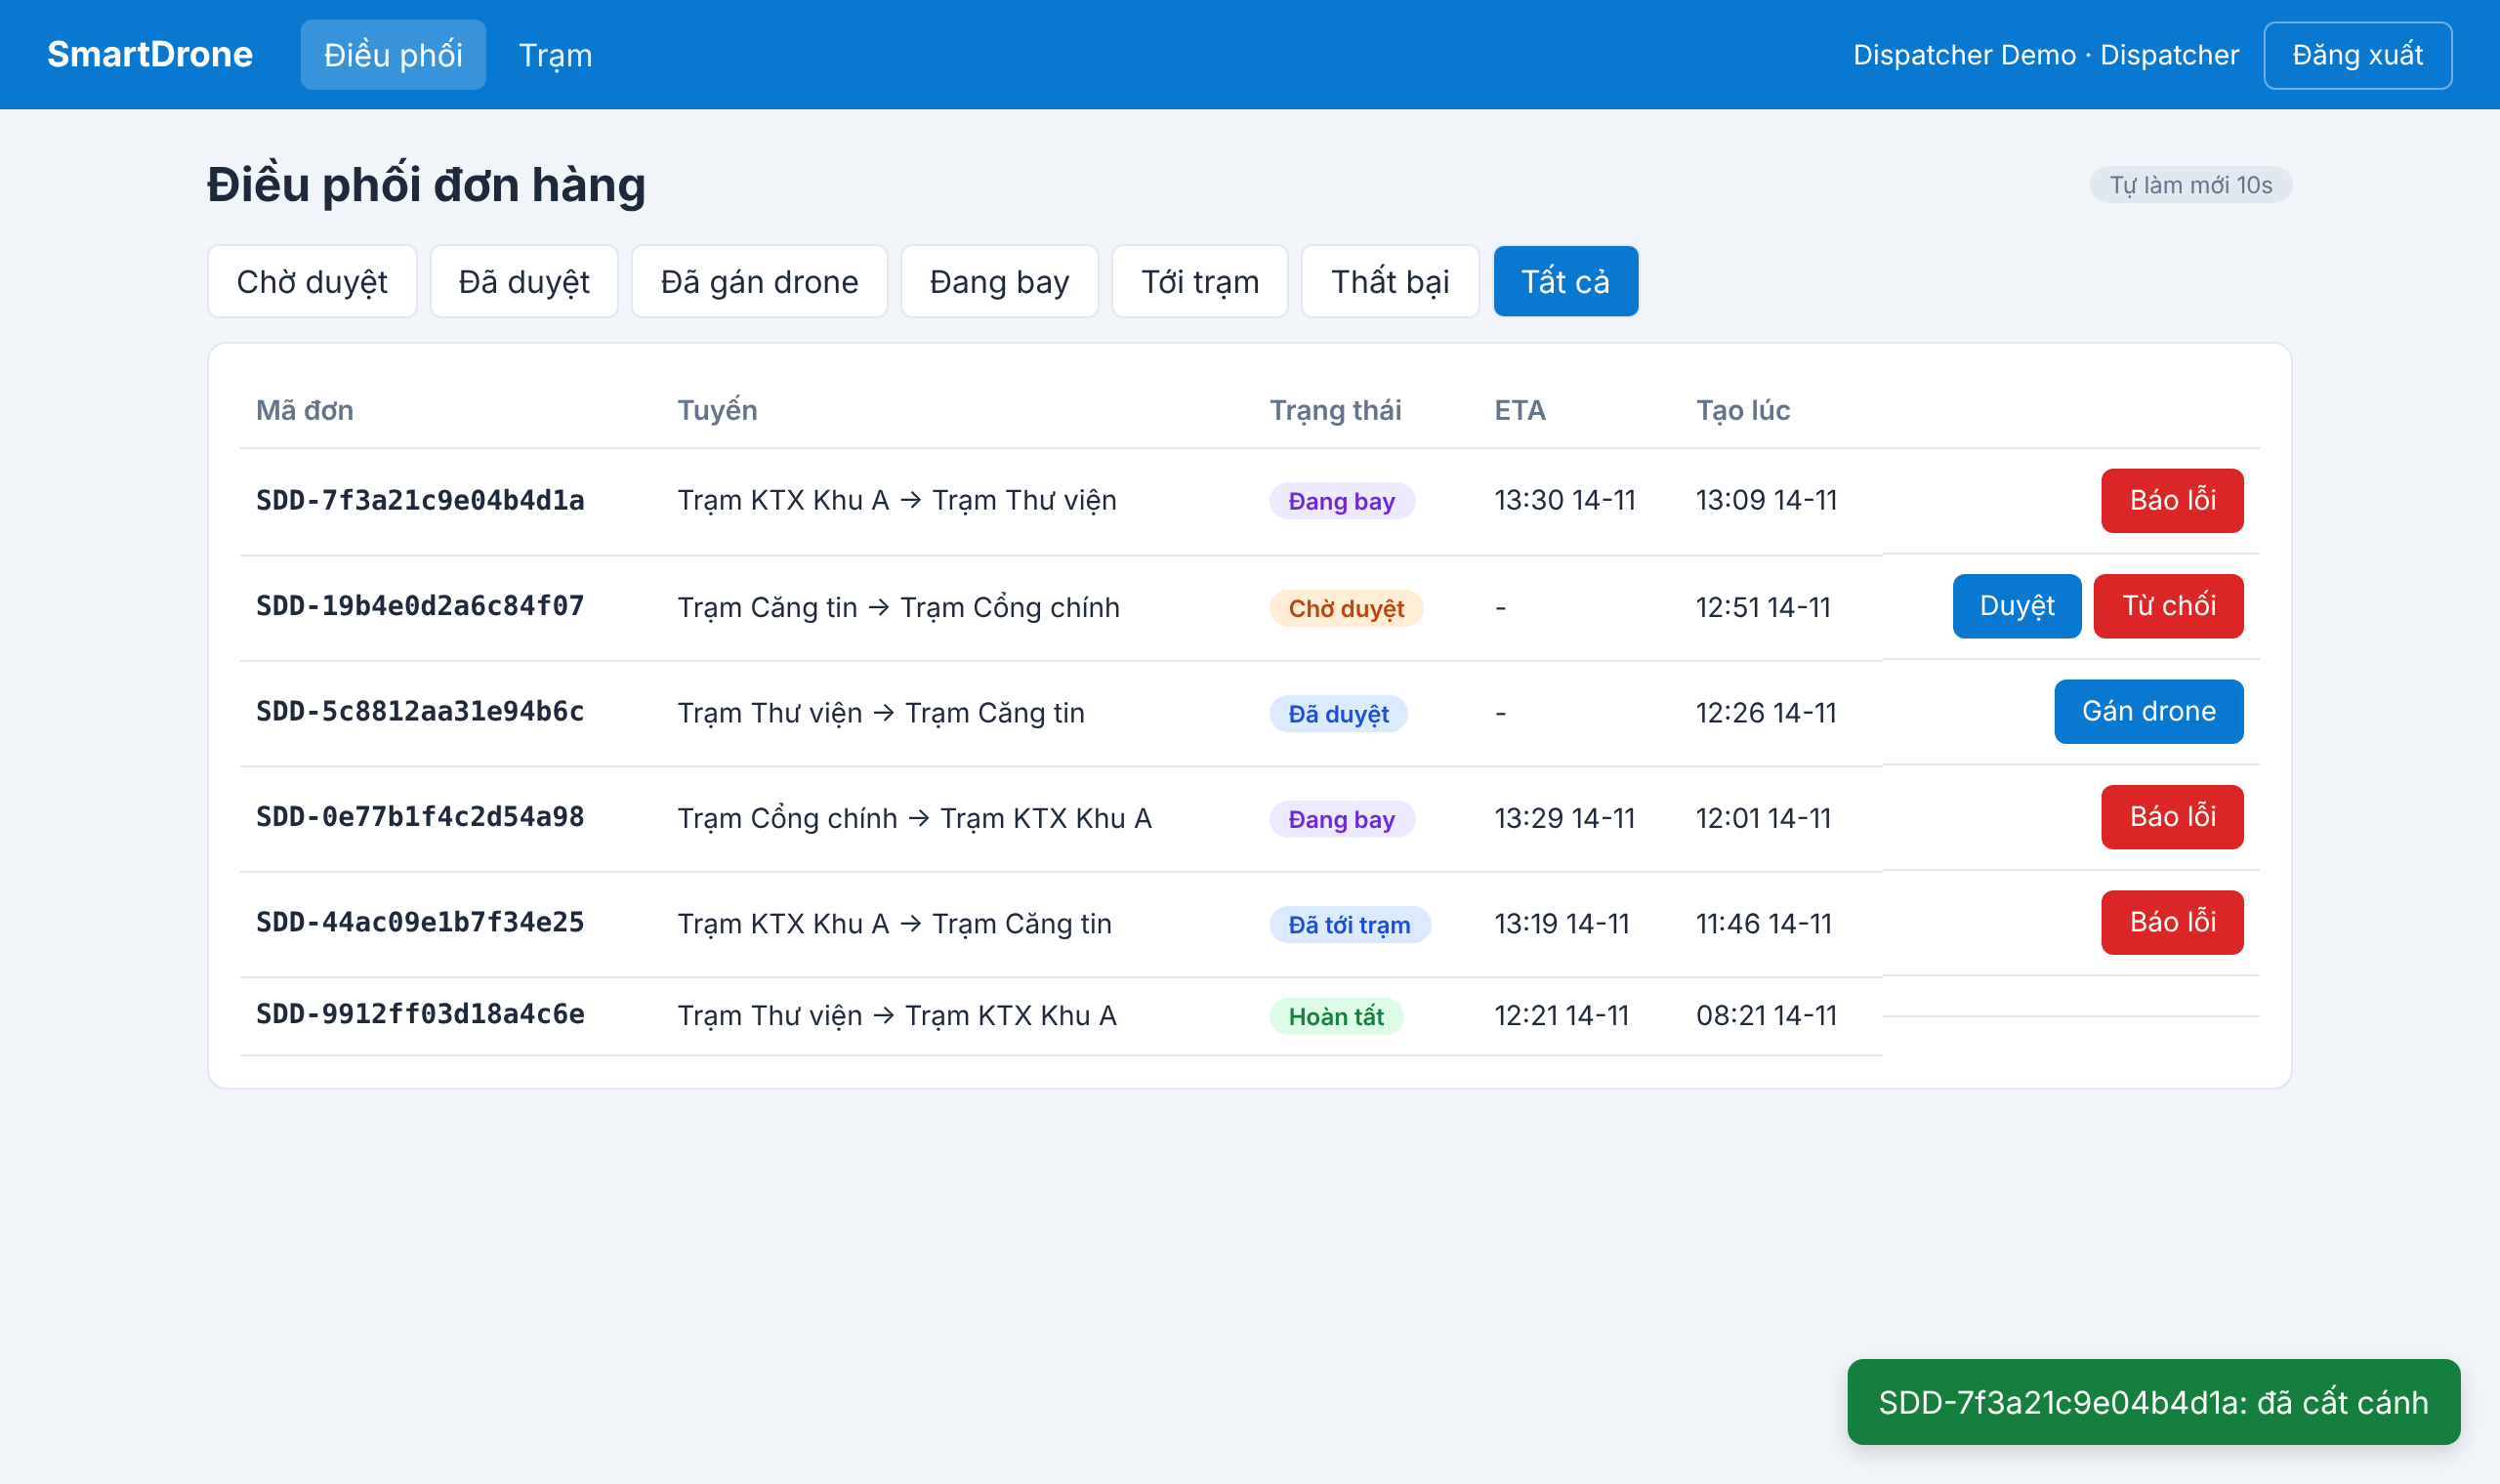 SmartDrone Điều phối Trạm Dispatcher Demo · Dispatcher Đăng xuất
Điều phối đơn hàng Tự làm mới 10s
Chờ duyệt Đã duyệt Đã gán drone Đang bay Tới trạm Thất bại Tất cả
Mã đơn Tuyến Trạng thái ETA Tạo lúc
SDD-7f3a21c9e04b4d1a Trạm KTX Khu A → Trạm Thư viện Đang bay 13:30 14-11 13:09 14-11 Báo lỗi
SDD-19b4e0d2a6c84f07 Trạm Căng tin → Trạm Cổng chính Chờ duyệt - 12:51 14-11 Duyệt Từ chối
SDD-5c8812aa31e94b6c Trạm Thư viện → Trạm Căng tin Đã duyệt - 12:26 14-11 Gán drone
SDD-0e77b1f4c2d54a98 Trạm Cổng chính → Trạm KTX Khu A Đang bay 13:29 14-11 12:01 14-11 Báo lỗi
SDD-44ac09e1b7f34e25 Trạm KTX Khu A → Trạm Căng tin Đã tới trạm 13:19 14-11 11:46 14-11 Báo lỗi
SDD-9912ff03d18a4c6e Trạm Thư viện → Trạm KTX Khu A Hoàn tất 12:21 14-11 08:21 14-11
SDD-7f3a21c9e04b4d1a: đã cất cánh